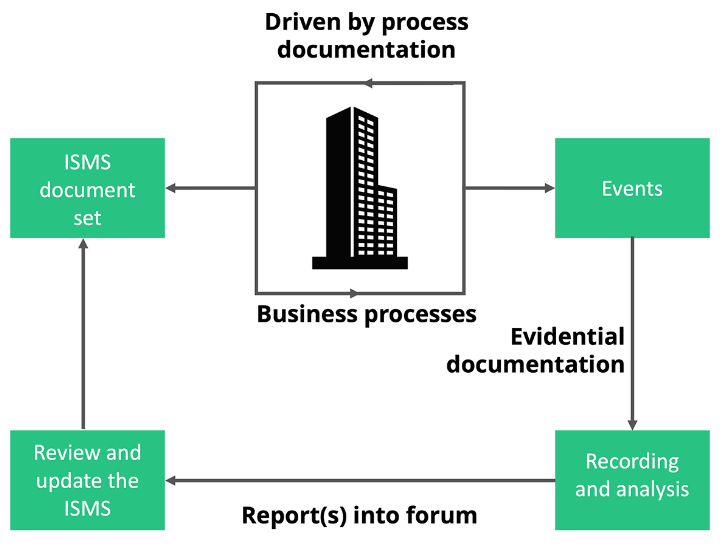 Driven by process
documentation
ISMS
document
set
Events
Business processes
Evidential
documentation
Review and
update the
ISMS
Recording
and analysis
Report(s) into forum